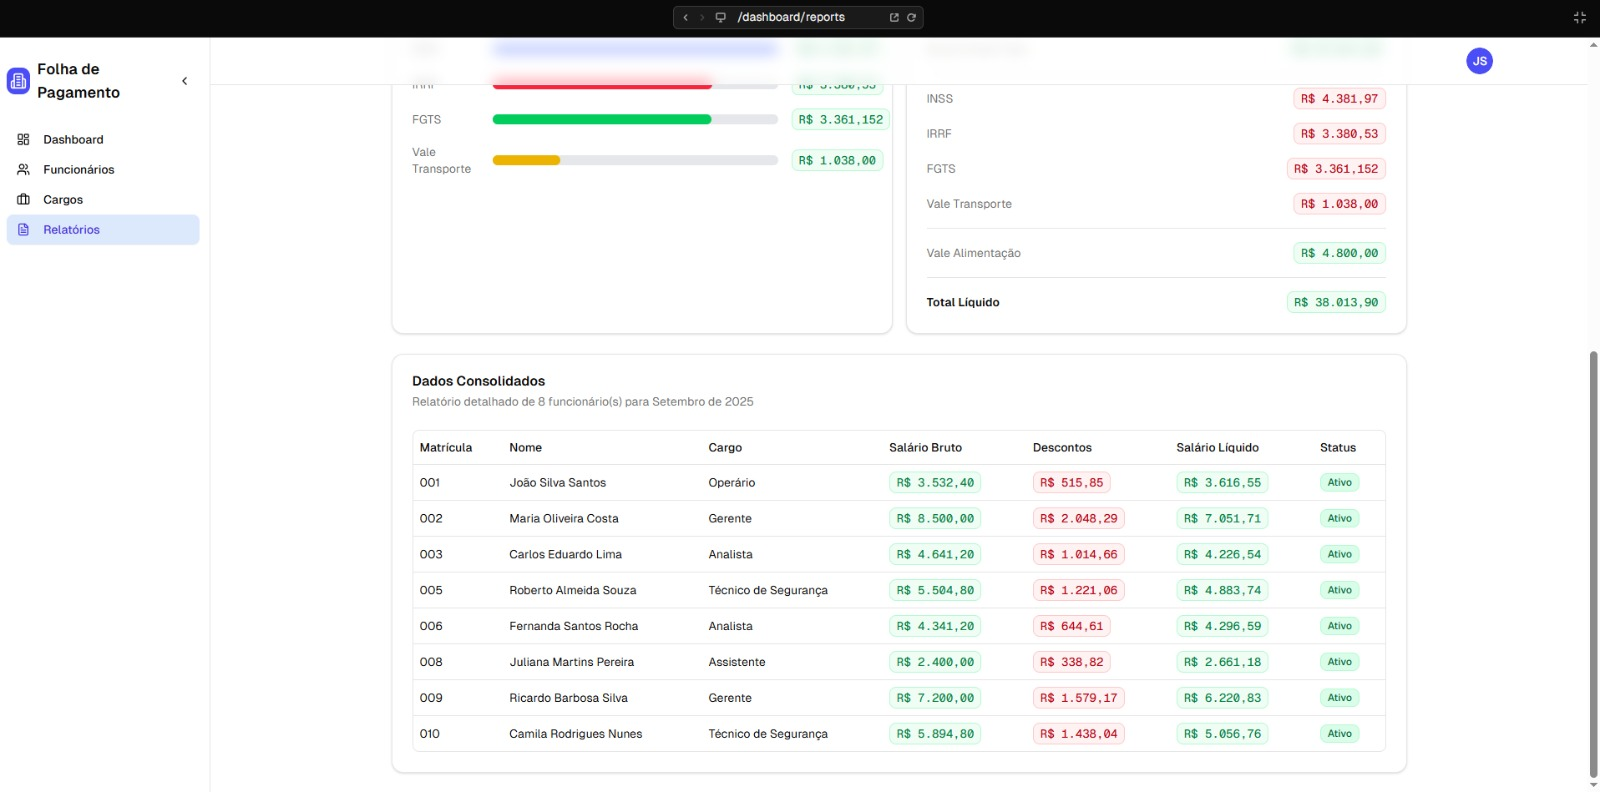 /dashboard/reports
Folha de
Pagamento
JS
Dashboard
Funcionários
Cargos
Relatórios
FGTS R$ 3.361,152
Vale
Transporte R$ 1.038,00
INSS R$ 4.381,97
IRRF R$ 3.380,53
FGTS R$ 3.361,152
Vale Transporte R$ 1.038,00
Vale Alimentação R$ 4.800,00
Total Líquido R$ 38.013,90
Dados Consolidados
Relatório detalhado de 8 funcionário(s) para Setembro de 2025
Matrícula Nome Cargo Salário Bruto Descontos Salário Líquido Status
001 João Silva Santos Operário R$ 3.532,40 R$ 515,85 R$ 3.616,55 Ativo
002 Maria Oliveira Costa Gerente R$ 8.500,00 R$ 2.048,29 R$ 7.051,71 Ativo
003 Carlos Eduardo Lima Analista R$ 4.641,20 R$ 1.014,66 R$ 4.226,54 Ativo
005 Roberto Almeida Souza Técnico de Segurança R$ 5.504,80 R$ 1.221,06 R$ 4.883,74 Ativo
006 Fernanda Santos Rocha Analista R$ 4.341,20 R$ 644,61 R$ 4.296,59 Ativo
008 Juliana Martins Pereira Assistente R$ 2.400,00 R$ 338,82 R$ 2.661,18 Ativo
009 Ricardo Barbosa Silva Gerente R$ 7.200,00 R$ 1.579,17 R$ 6.220,83 Ativo
010 Camila Rodrigues Nunes Técnico de Segurança R$ 5.894,80 R$ 1.438,04 R$ 5.056,76 Ativo